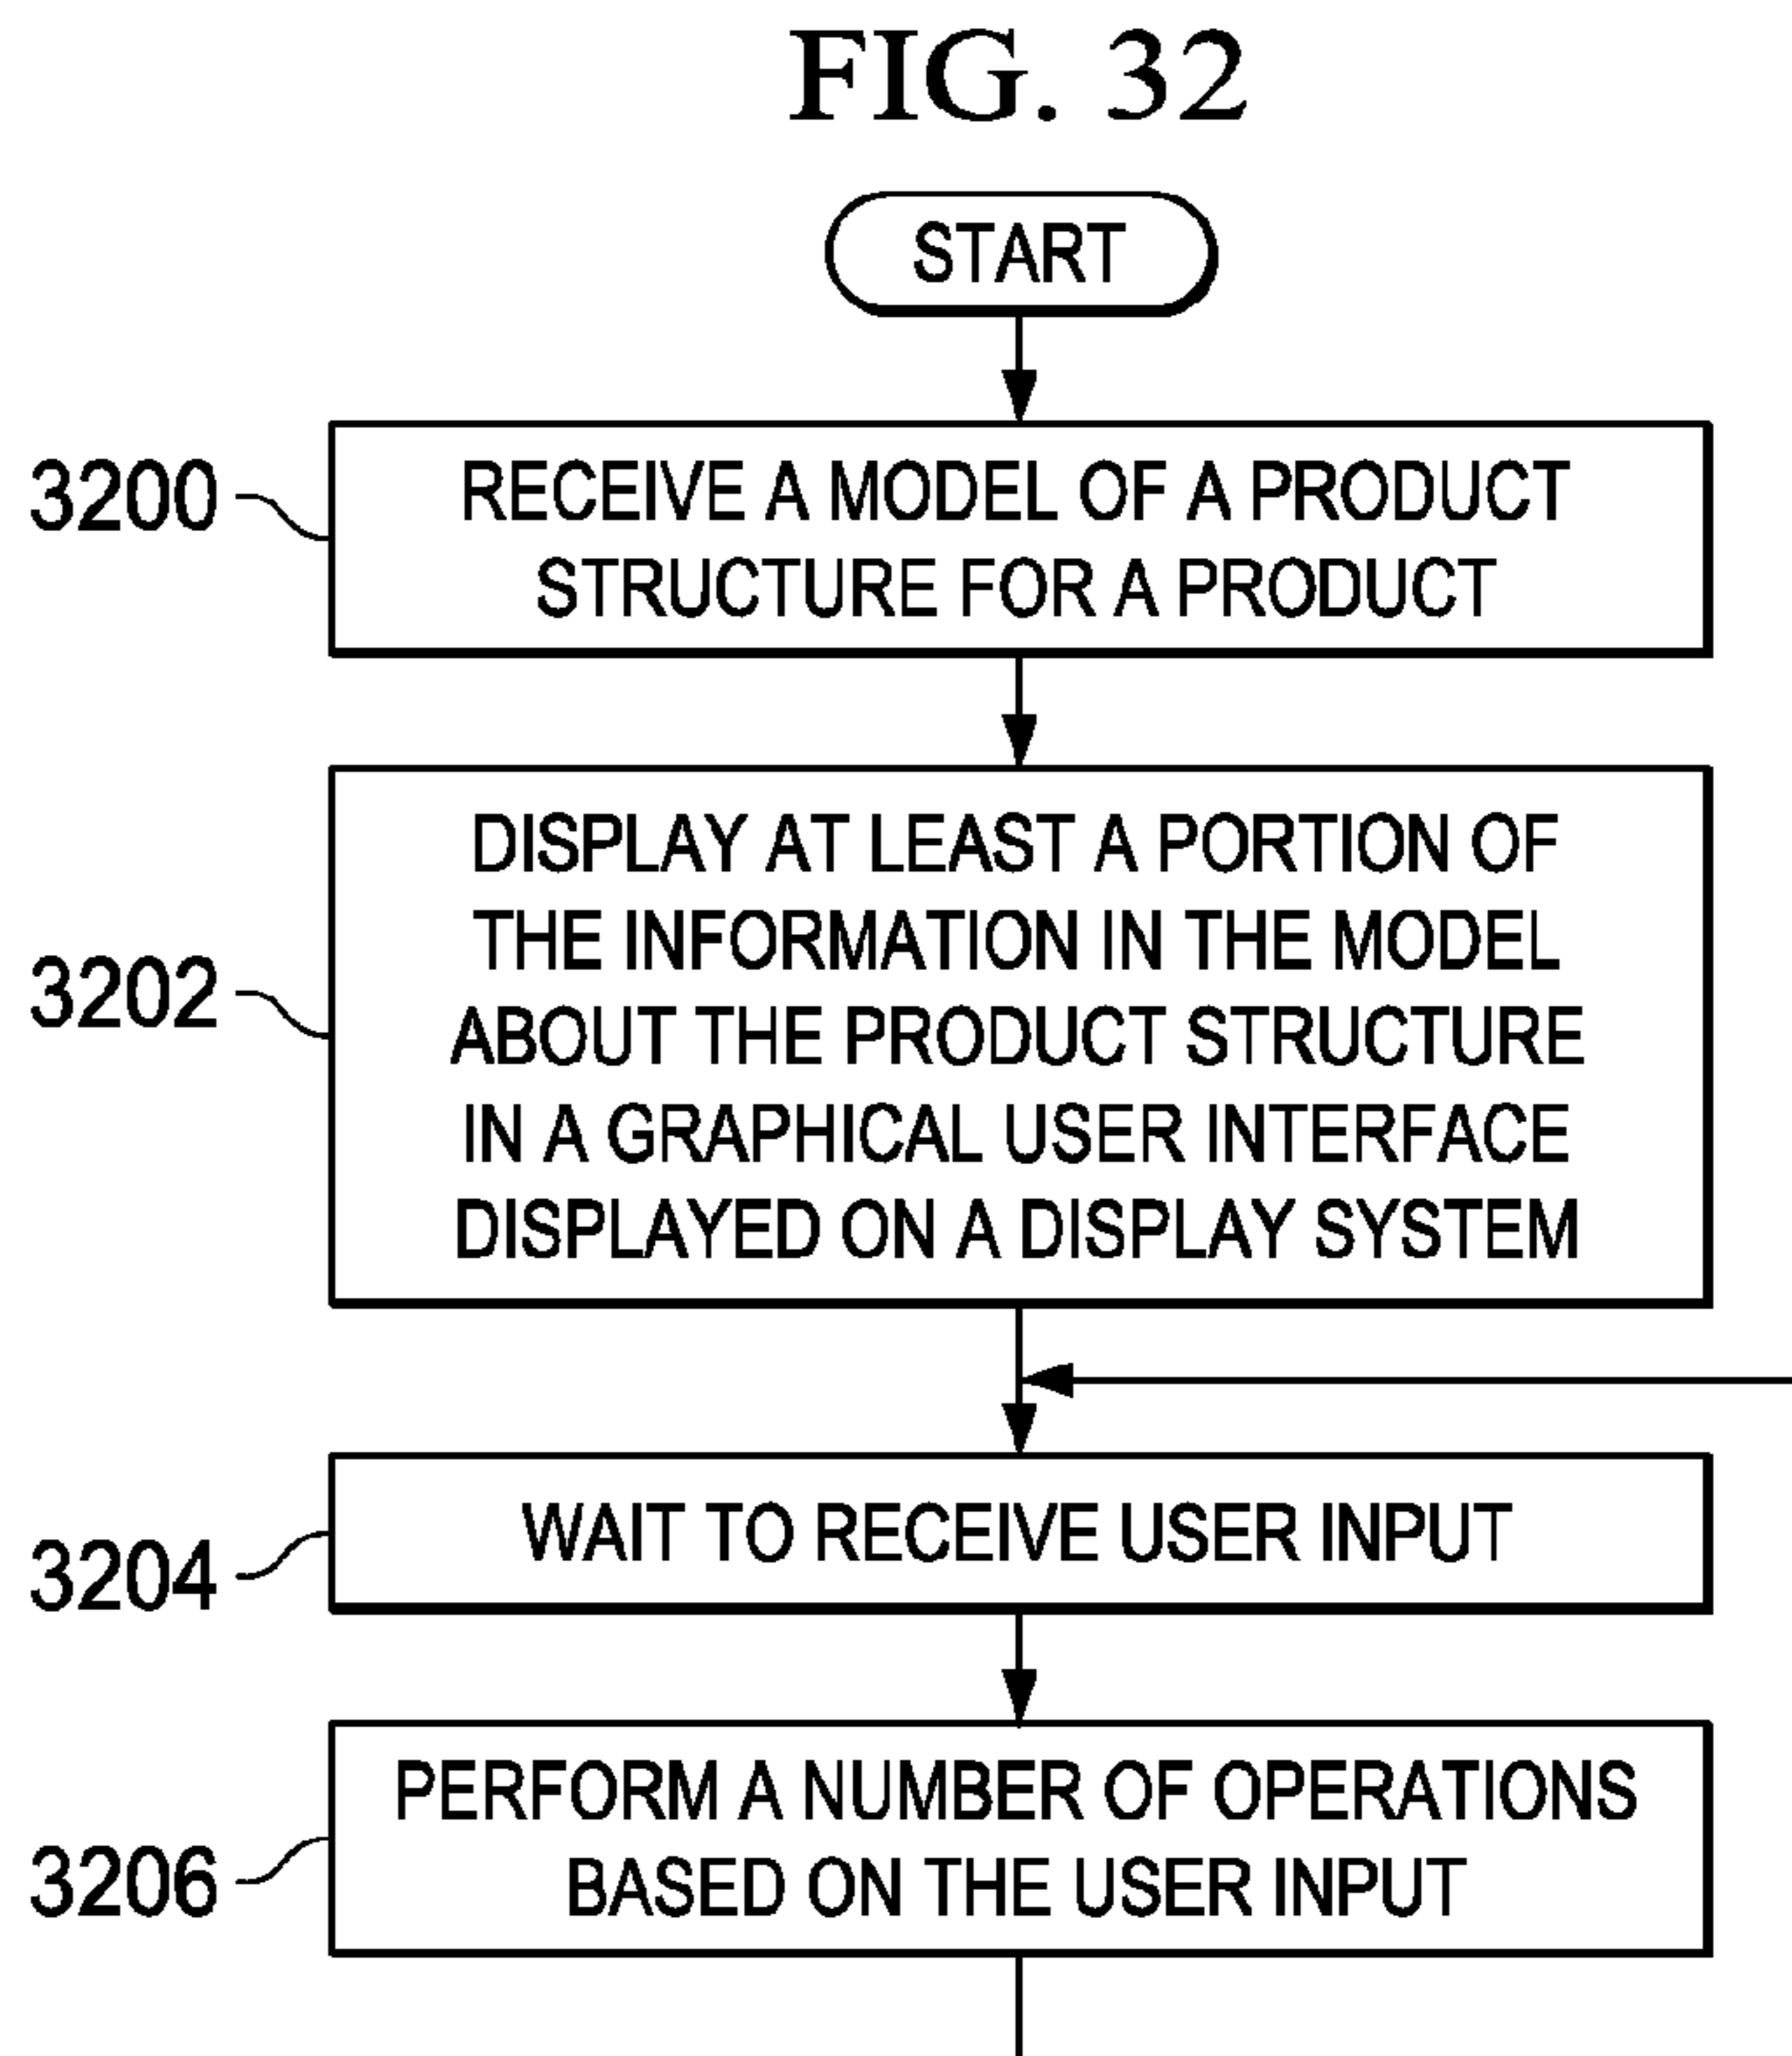 FIG. 32
START
3200
RECEIVE A MODEL OF A PRODUCT
STRUCTURE FOR A PRODUCT
3202
DISPLAY AT LEAST A PORTION OF
THE INFORMATION IN THE MODEL
ABOUT THE PRODUCT STRUCTURE
IN A GRAPHICAL USER INTERFACE
DISPLAYED ON A DISPLAY SYSTEM
3204
WAIT TO RECEIVE USER INPUT
3206
PERFORM A NUMBER OF OPERATIONS
BASED ON THE USER INPUT